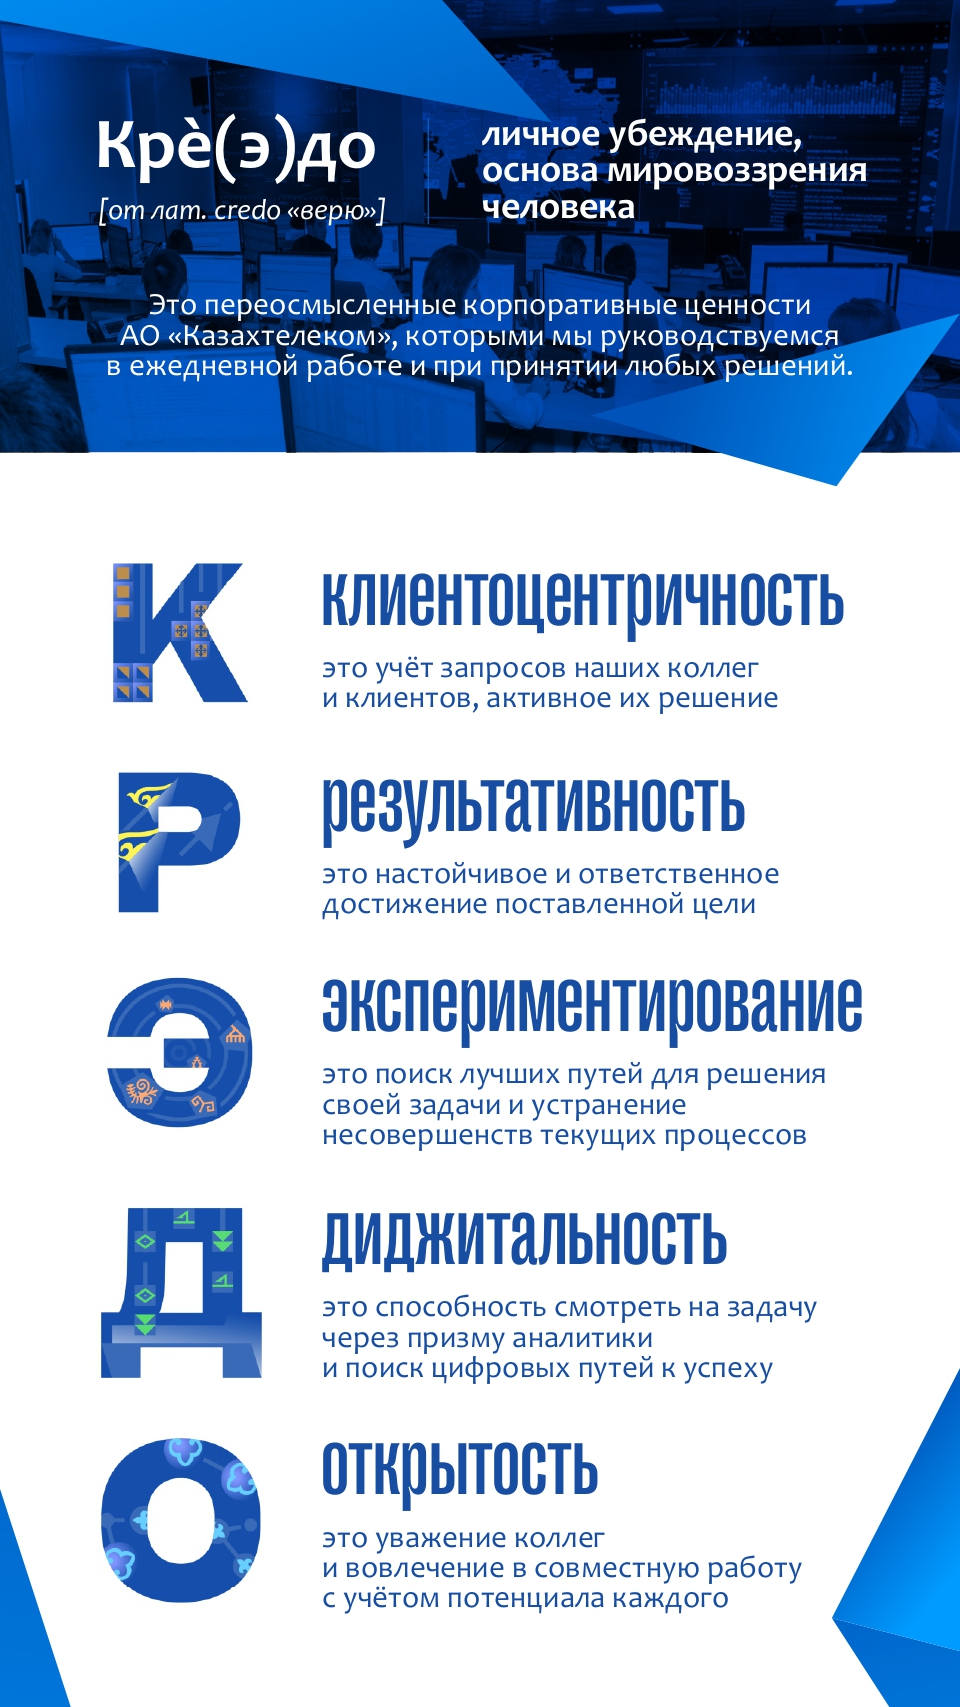 Крѐ(э)до
[от лат. credo «верю»]
личное убеждение,
основа мировоззрения
человека
Это переосмысленные корпоративные ценности
АО «Казахтелеком», которыми мы руководствуемся
в ежедневной работе и при принятии любых решений.
К
клиентоцентричность
это учёт запросов наших коллег
и клиентов, активное их решение
Р
результативность
это настойчивое и ответственное
достижение поставленной цели
Э
экспериментирование
это поиск лучших путей для решения
своей задачи и устранение
несовершенств текущих процессов
Д
диджитальность
это способность смотреть на задачу
через призму аналитики
и поиск цифровых путей к успеху
О
открытость
это уважение коллег
и вовлечение в совместную работу
с учётом потенциала каждого